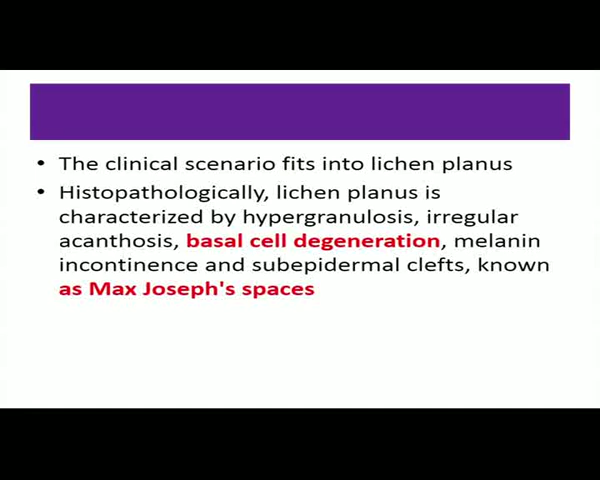 • The clinical scenario fits into lichen planus
• Histopathologically, lichen planus is
characterized by hypergranulosis, irregular
acanthosis, basal cell degeneration, melanin
incontinence and subepidermal clefts, known
as Max Joseph's spaces